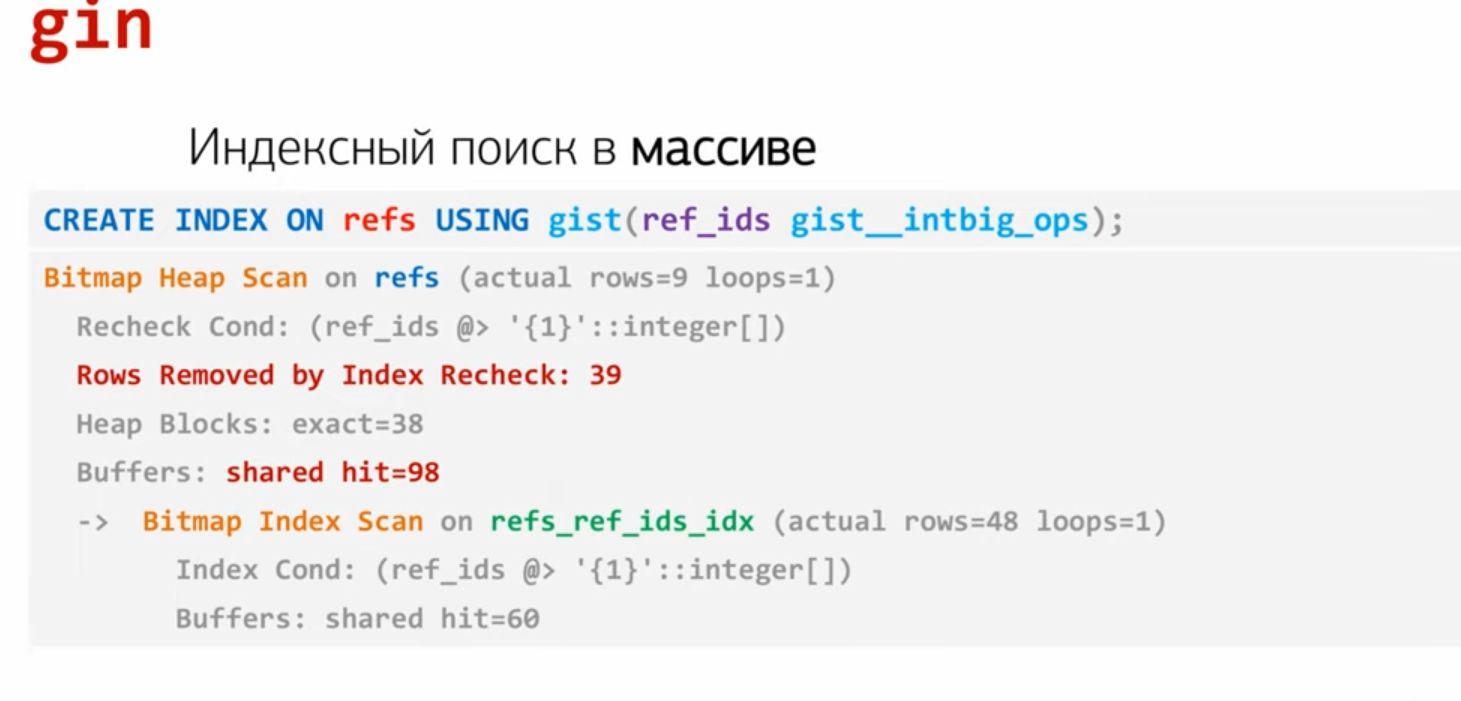 gin
Индексный поиск в массиве
CREATE INDEX ON refs USING gist(ref_ids gist__intbig_ops);
Bitmap Heap Scan on refs (actual rows=9 loops=1)
Recheck Cond: (ref_ids @> '{1}'::integer[])
Rows Removed by Index Recheck: 39
Heap Blocks: exact=38
Buffers: shared hit=98
-> Bitmap Index Scan on refs_ref_ids_idx (actual rows=48 loops=1)
Index Cond: (ref_ids @> '{1}'::integer[])
Buffers: shared hit=60